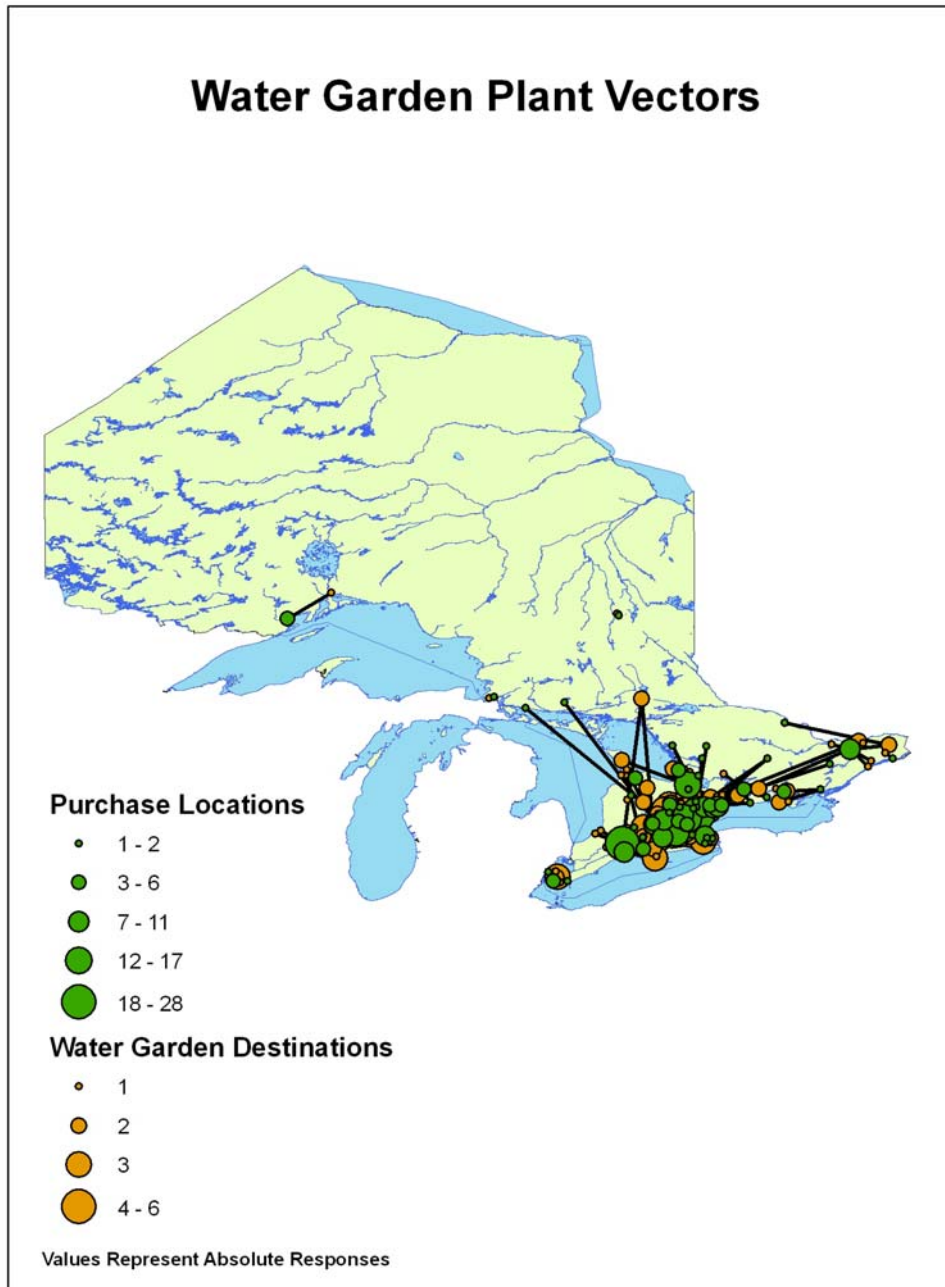 Water Garden Plant Vectors
Purchase Locations
1 - 2
3 - 6
7 - 11
12 - 17
18 - 28
Water Garden Destinations
1
2
3
4 - 6
Values Represent Absolute Responses